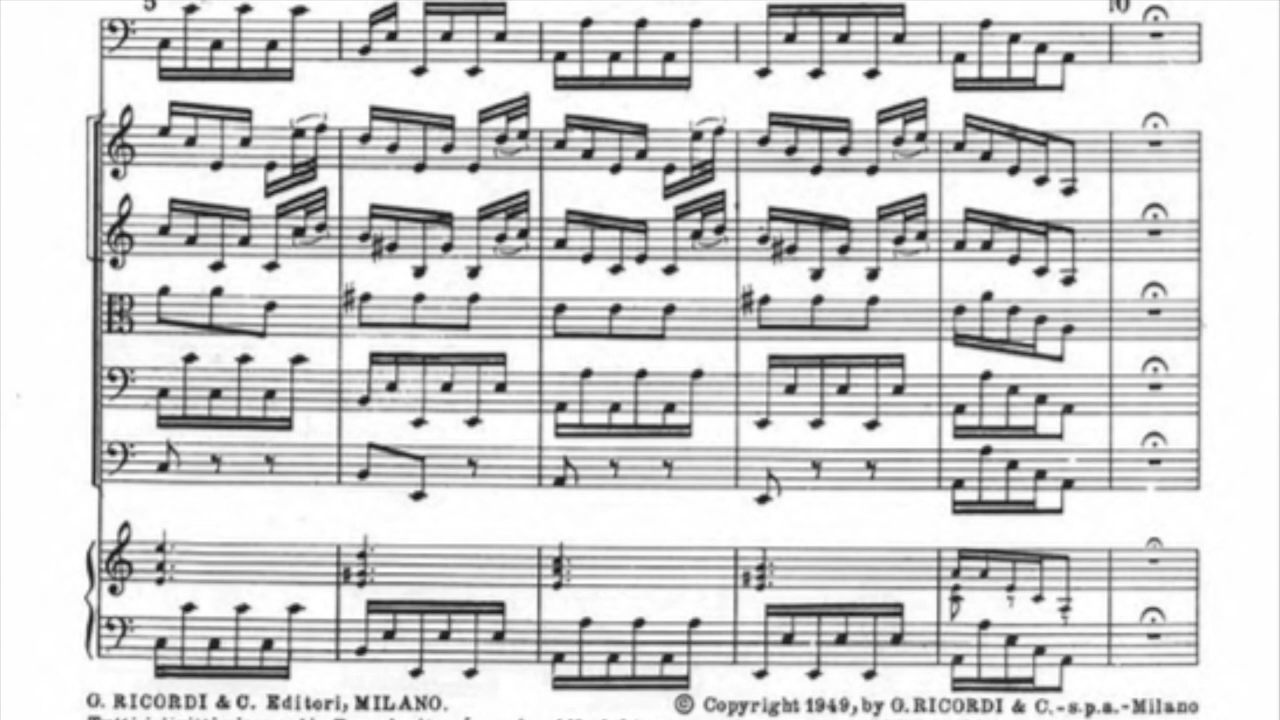 5 10
G. RICORDI & C. Editori, MILANO.
© Copyright 1949, by G. RICORDI & C.-s.p.a.-Milano